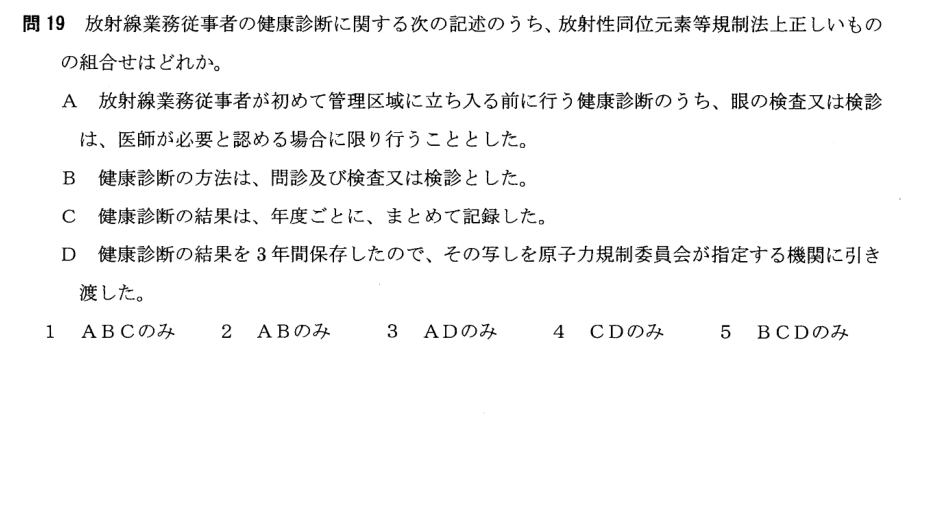 問19 放射線業務従事者の健康診断に関する次の記述のうち、放射性同位元素等規制法上正しいもの
の組合せはどれか。
A 放射線業務従事者が初めて管理区域に立ち入る前に行う健康診断のうち、眼の検査又は検診
は、医師が必要と認める場合に限り行うこととした。
B 健康診断の方法は、問診及び検査又は検診とした。
C 健康診断の結果は、年度ごとに、まとめて記録した。
D 健康診断の結果を3年間保存したので、その写しを原子力規制委員会が指定する機関に引き
渡した。
1 ABCのみ 2 ABのみ 3 ADのみ 4 CDのみ 5 BCDのみ